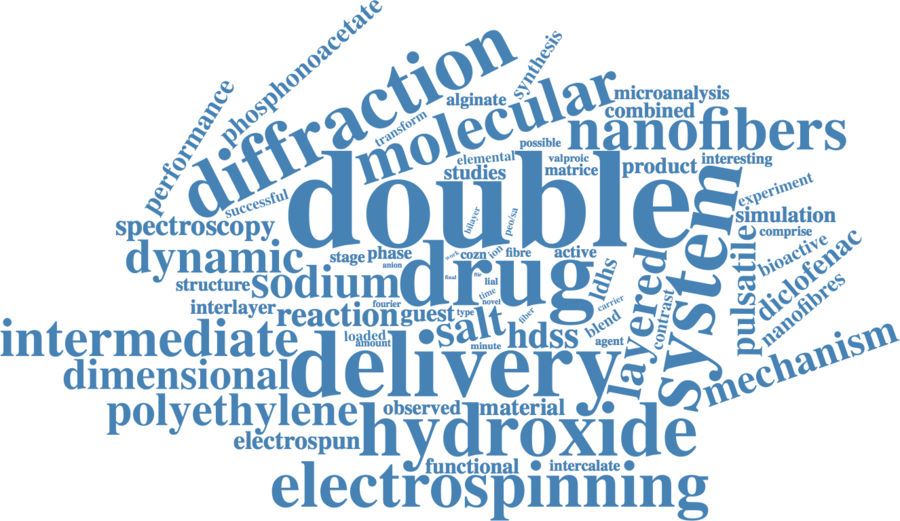 phosphonoacetate
synthesis
performance
diffraction
transform
alginate
molecular
microanalysis
combined
nanofibers
possible
elemental
valproic
studies
matrice
product
interesting
successful
double
system
experiment
spectroscopy
bilayer
peo/sa
simulation
comprise
dynamic
stage
phase
anion
work
cozn
ion
fibre
active
ldhs
layered
pulsatile
bioactive
diclofenac
structure
sodium
final
file
lial
drug
time
novel
carrier
contrast
nanofibres
interlayer
fourier
reaction
guest
type
salt
fiber
blend
intermediate
loaded
amount
minute
hdss
agent
mechanism
dimensional
delivery
polyethylene
observed
material
electrospun
hydroxide
functional
intercalate
electrospinning